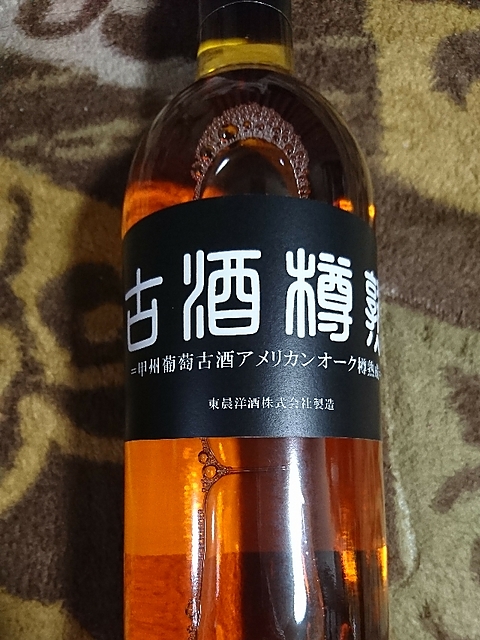 古酒樽熟
=甲州葡萄古酒アメリカンオーク樽熟成
東晨洋酒株式会社製造